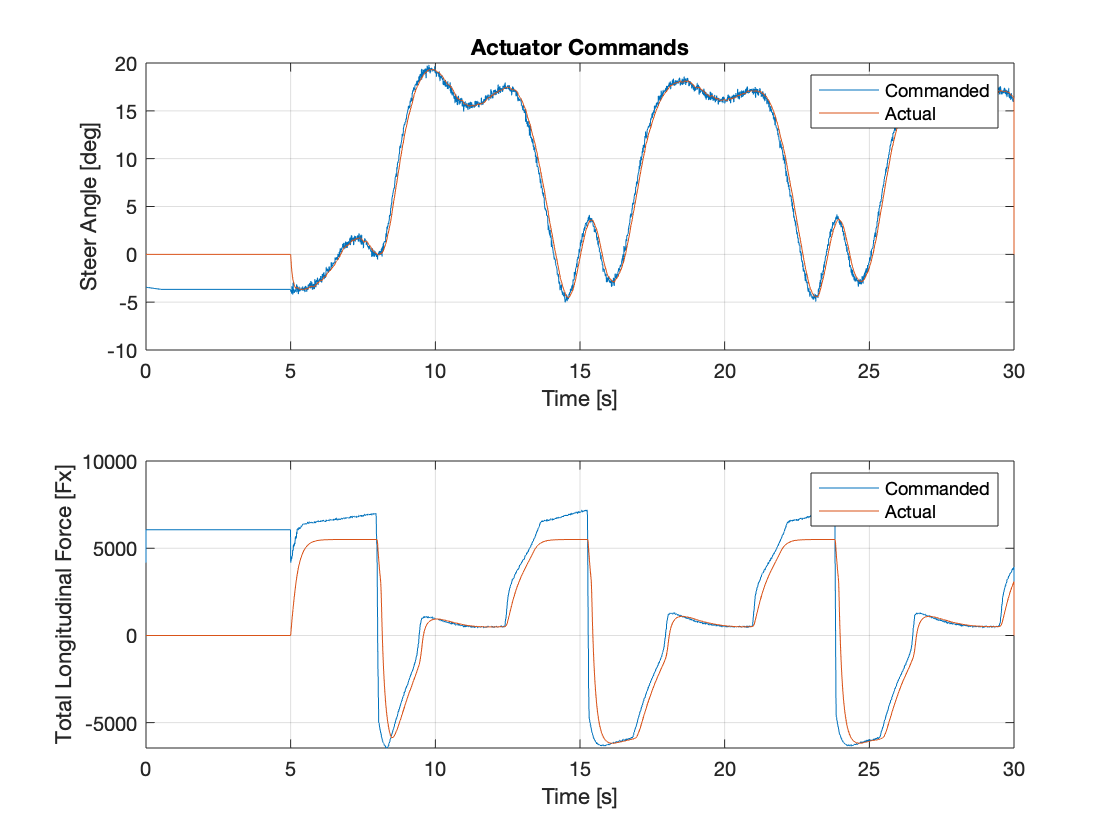 Actuator Commands
20
15
10
5
0
-5
-10
Steer Angle [deg]
Commanded
Actual
0 5 10 15 20 25 30
Time [s]
10000
5000
0
-5000
Total Longitudinal Force [Fx]
Commanded
Actual
0 5 10 15 20 25 30
Time [s]